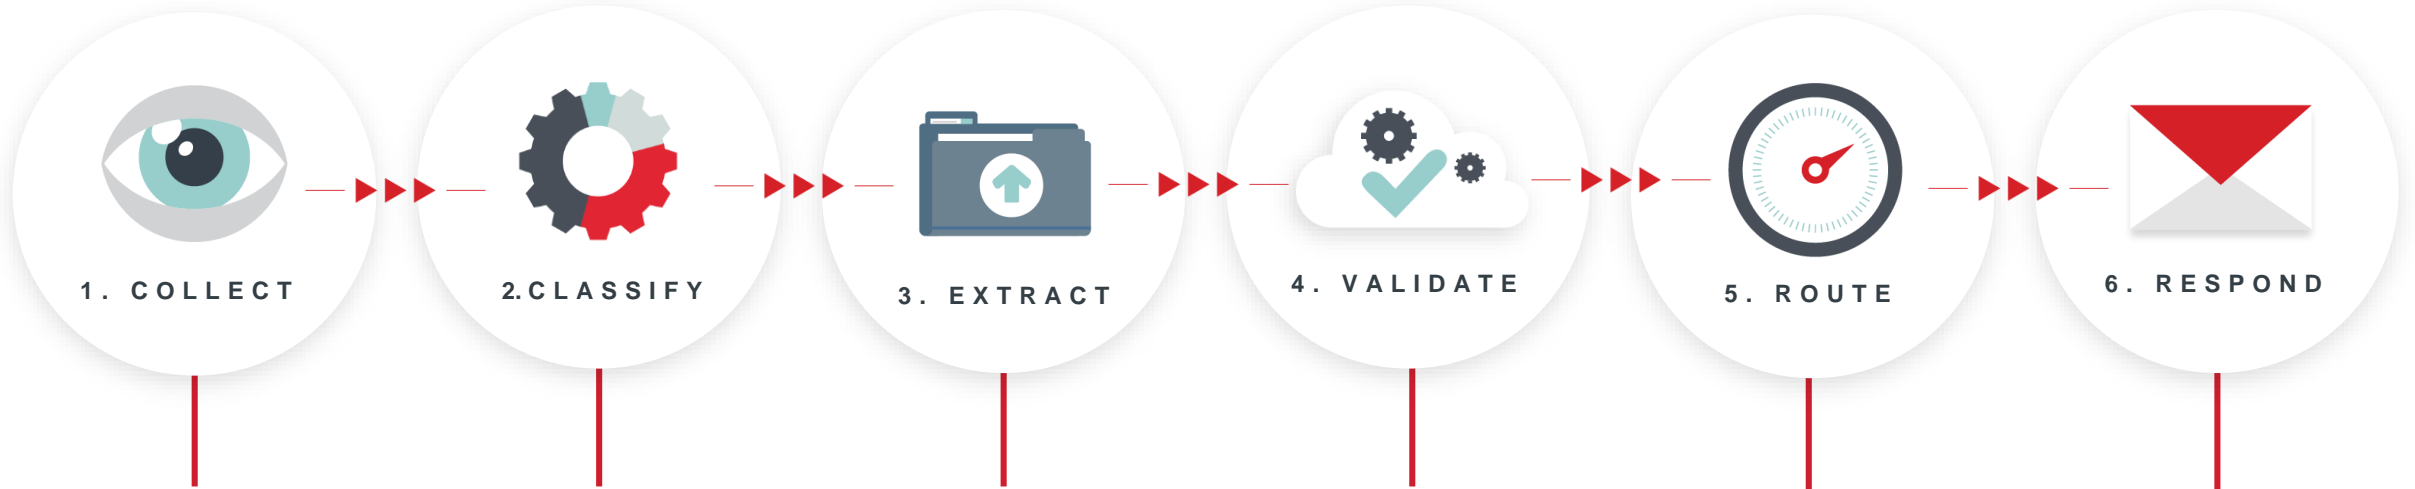 1. COLLECT
2.CLASSIFY
3. EXTRACT
4. VALIDATE
5. ROUTE
6. RESPOND